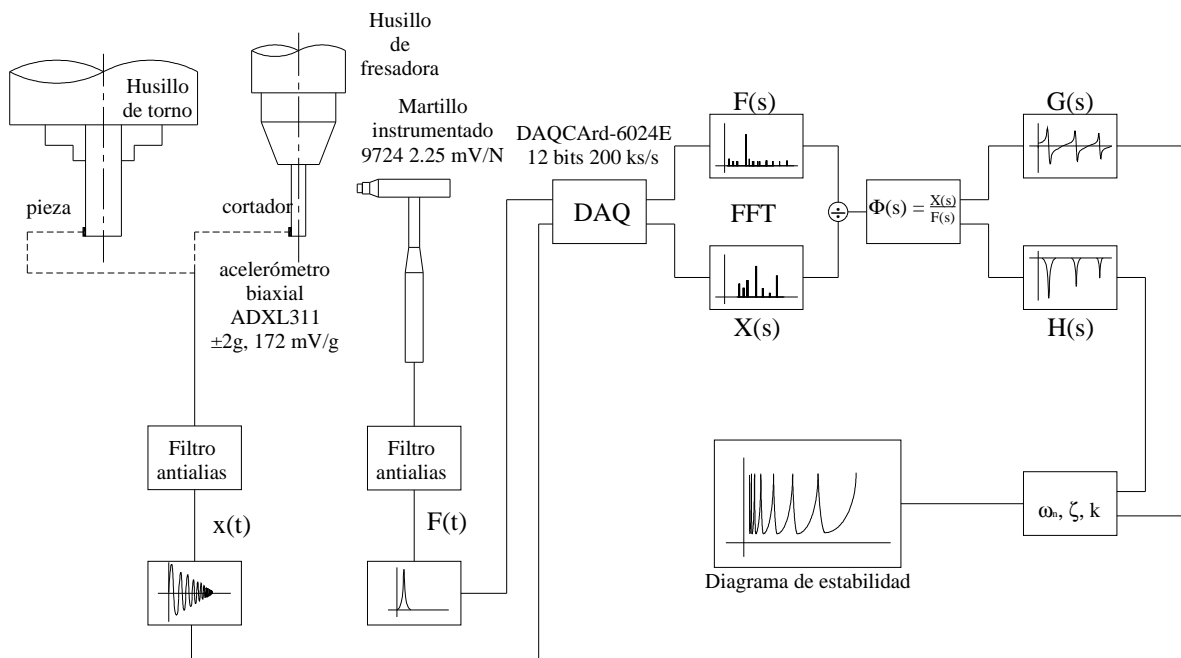 Husillo
de torno
pieza
Husillo
de
fresadora
cortador
acelerómetro
biaxial
ADXL311
±2g, 172 mV/g
Martillo
instrumentado
9724 2.25 mV/N
Filtro
antialias
x(t)
Filtro
antialias
F(t)
DAQCArd-6024E
12 bits 200 ks/s
DAQ
F(s)
FFT
X(s)
÷
Φ(s) = X(s)/F(s)
G(s)
H(s)
ωn, ζ, k
Diagrama de estabilidad